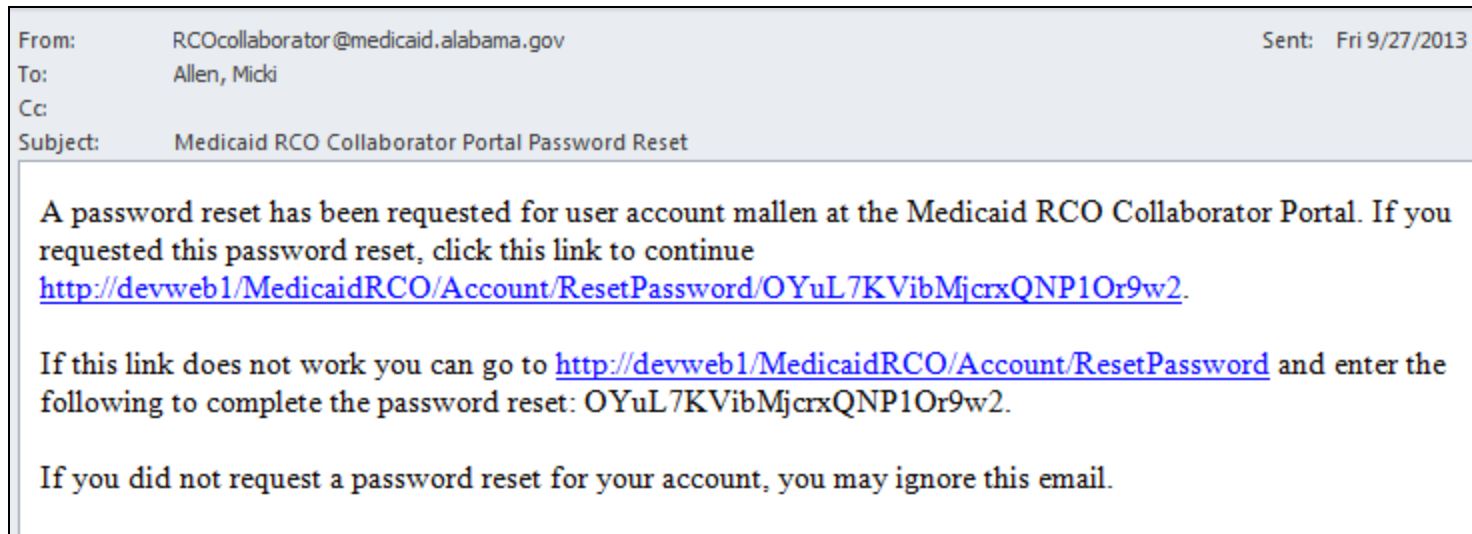 From: RCOcollaborator@medicaid.alabama.gov Sent: Fri 9/27/2013
To: Allen, Micki
Cc:
Subject: Medicaid RCO Collaborator Portal Password Reset
A password reset has been requested for user account mallen at the Medicaid RCO Collaborator Portal. If you
requested this password reset, click this link to continue
http://devweb1/MedicaidRCO/Account/ResetPassword/OYuL7KVibMjcrxQNP1Or9w2.
If this link does not work you can go to http://devweb1/MedicaidRCO/Account/ResetPassword and enter the
following to complete the password reset: OYuL7KVibMjcrxQNP1Or9w2.
If you did not request a password reset for your account, you may ignore this email.